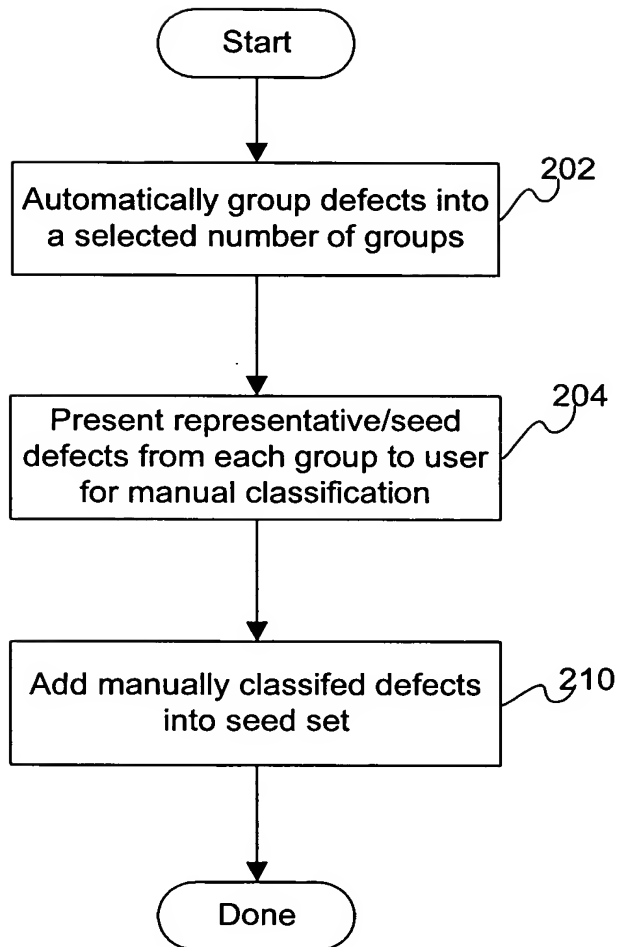 Start
202
Automatically group defects into
a selected number of groups
204
Present representative/seed
defects from each group to user
for manual classification
210
Add manually classifed defects
into seed set
Done